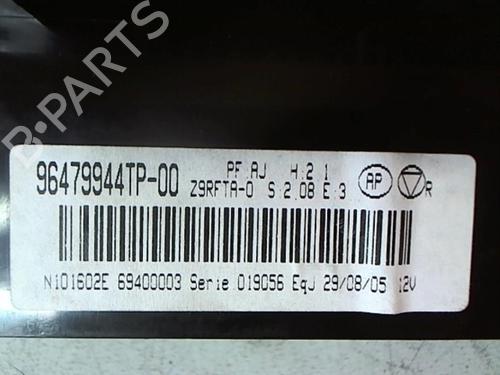 B-PARTS
96479944TP-00
PF.AJ H.2 1
Z9RFTA-0 S:2.08 E:3
AP
R
N101602E 69400003 Serie 019056 EqJ 29/08/05 12V